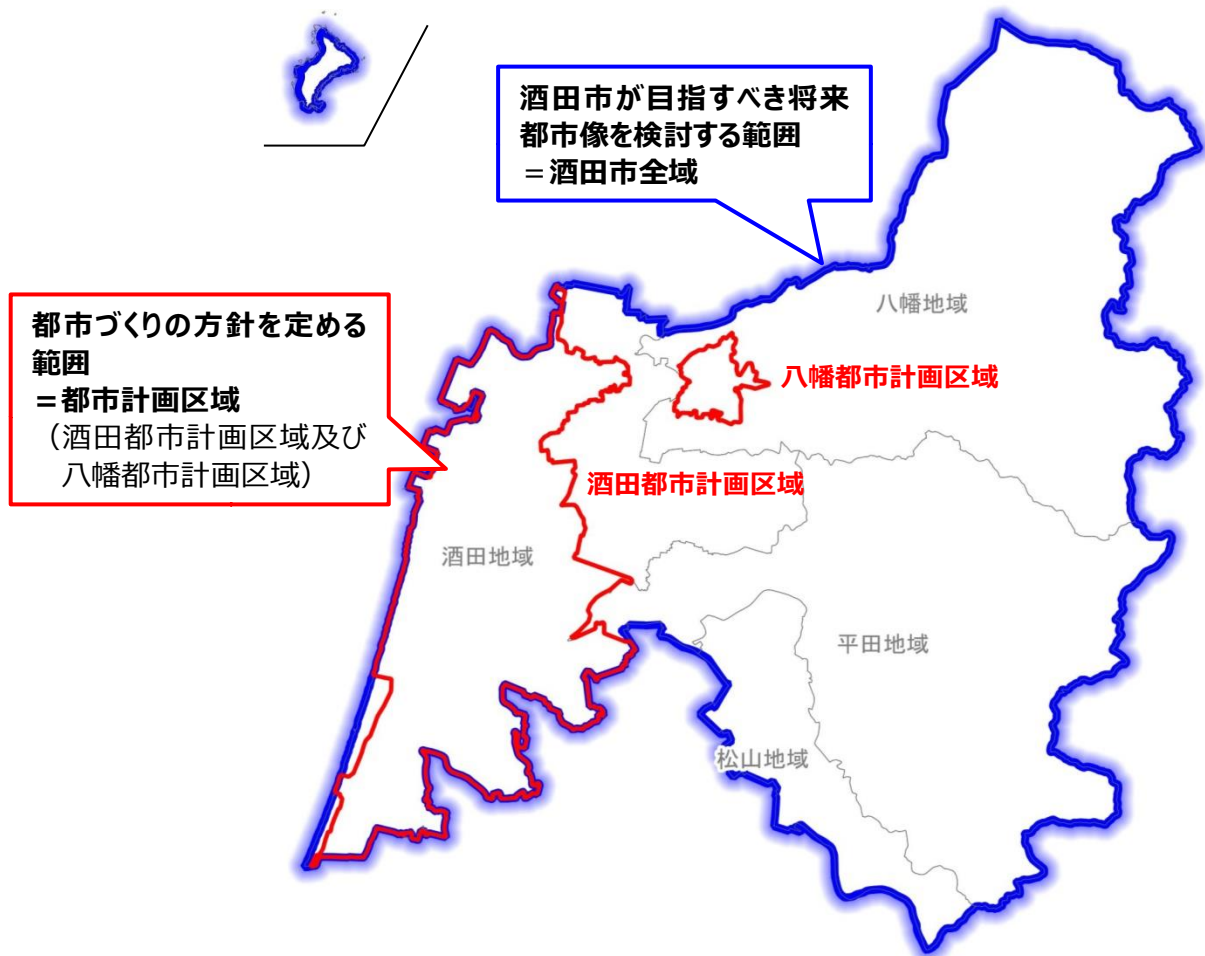 酒田市が目指すべき将来
都市像を検討する範囲
=酒田市全域
八幡地域
都市づくりの方針を定める
範囲
=都市計画区域
(酒田都市計画区域及び
八幡都市計画区域)
八幡都市計画区域
酒田都市計画区域
酒田地域
平田地域
松山地域